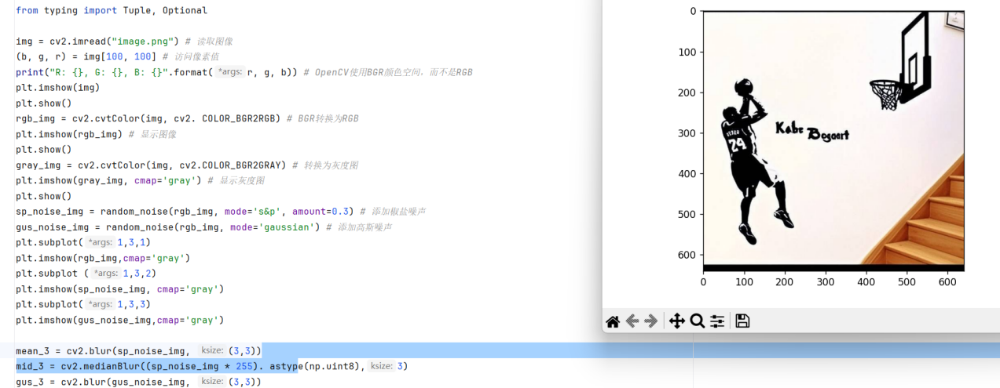 from typing import Tuple, Optional
img = cv2.imread("image.png") # 读取图像
(b, g, r) = img[100, 100] # 访问像素值
print("R: {}, G: {}, B: {}".format( *args: r, g, b)) # OpenCV使用BGR颜色空间，而不是RGB
plt.imshow(img)
plt.show()
rgb_img = cv2.cvtColor(img, cv2. COLOR_BGR2RGB) # BGR转换为RGB
plt.imshow(rgb_img) # 显示图像
plt.show()
gray_img = cv2.cvtColor(img, cv2.COLOR_BGR2GRAY) # 转换为灰度图
plt.imshow(gray_img, cmap='gray') # 显示灰度图
plt.show()
sp_noise_img = random_noise(rgb_img, mode='s&p', amount=0.3) # 添加椒盐噪声
gus_noise_img = random_noise(rgb_img, mode='gaussian') # 添加高斯噪声
plt.subplot( *args: 1,3,1)
plt.imshow(rgb_img,cmap='gray')
plt.subplot ( *args: 1,3,2)
plt.imshow(sp_noise_img, cmap='gray')
plt.subplot( *args: 1,3,3)
plt.imshow(gus_noise_img,cmap='gray')
mean_3 = cv2.blur(sp_noise_img, ksize: (3,3))
mid_3 = cv2.medianBlur((sp_noise_img * 255). astype(np.uint8), ksize: 3)
gus_3 = cv2.blur(gus_noise_img, ksize: (3,3))
0
100
200
300
400
500
600
Kobe Bogaart
24
0 100 200 300 400 500 600